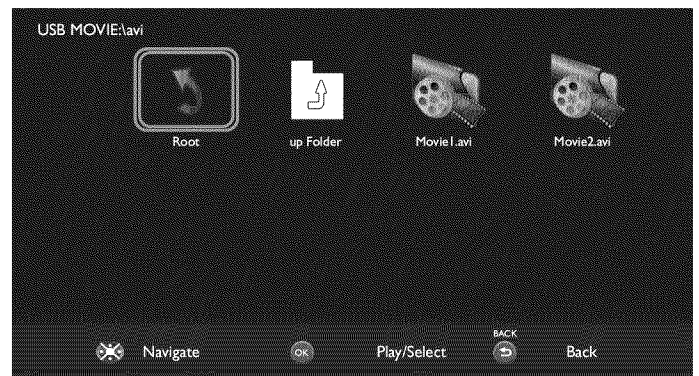 USB MOVIE:\avi
Root
up Folder
Movie1.avi
Movie2.avi
Navigate
OK
Play/Select
BACK
Back